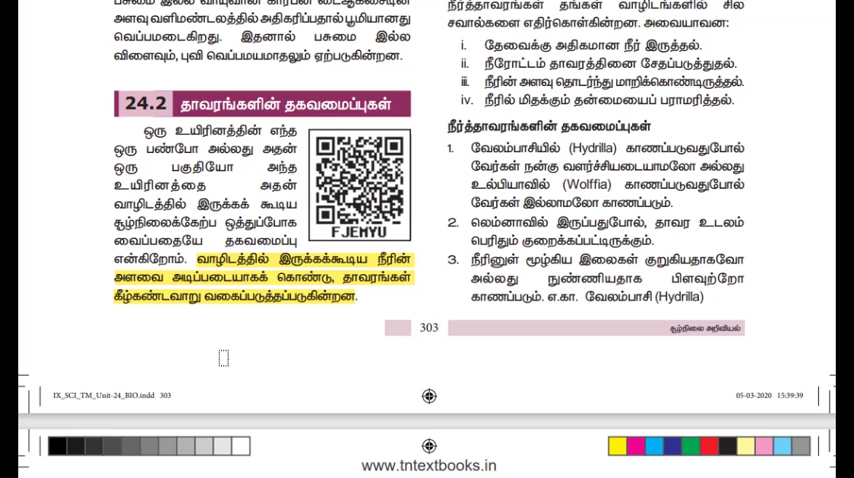 அளவு வளிமண்டலத்தில் அதிகரிப்பதால் பூமியானது
வெப்பமடைகிறது. இதனால் பசுமை இல்ல
விளைவும், புவி வெப்பமயமாதலும் ஏற்படுகின்றன.
24.2 தாவரங்களின் தகவமைப்புகள்
ஒரு உயிரினத்தின் எந்த
ஒரு பண்போ அல்லது அதன்
ஒரு பகுதியோ அந்த
உயிரினத்தை அதன்
வாழிடத்தில் இருக்கக் கூடிய
சூழ்நிலைக்கேற்ப ஒத்துப்போக
வைப்பதையே தகவமைப்பு
என்கிறோம். வாழிடத்தில் இருக்கக்கூடிய நீரின்
அளவை அடிப்படையாகக் கொண்டு, தாவரங்கள்
கீழ்கண்டவாறு வகைப்படுத்தப்படுகின்றன.
FJEMYU
நீர்த்தாவரங்கள் தங்கள் வாழிடங்களில் சில
சவால்களை எதிர்கொள்கின்றன. அவையாவன:
i. தேவைக்கு அதிகமான நீர் இருத்தல்.
ii. நீரோட்டம் தாவரத்தினை சேதப்படுத்துதல்.
iii. நீரின் அளவு தொடர்ந்து மாறிக்கொண்டிருத்தல்.
iv. நீரில் மிதக்கும் தன்மையைப் பராமரித்தல்.
நீர்த்தாவரங்களின் தகவமைப்புகள்
1. வேலம்பாசியில் (Hydrilla) காணப்படுவதுபோல்
வேர்கள் நன்கு வளர்ச்சியடையாமலோ அல்லது
உல்பியாவில் (Wolffia) காணப்படுவதுபோல்
வேர்கள் இல்லாமலோ காணப்படும்.
2. லெம்னாவில் இருப்பதுபோல், தாவர உடலம்
பெரிதும் குறைக்கப்பட்டிருக்கும்.
3. நீரினுள் மூழ்கிய இலைகள் குறுகியதாகவோ
அல்லது நுண்ணியதாக பிளவுற்றோ
காணப்படும். எ.கா. வேலம்பாசி (Hydrilla)
303
சூழ்நிலை அறிவியல்
IX_SCI_TM_Unit-24_BIO.indd 303
05-03-2020 15:39:39
www.tntextbooks.in